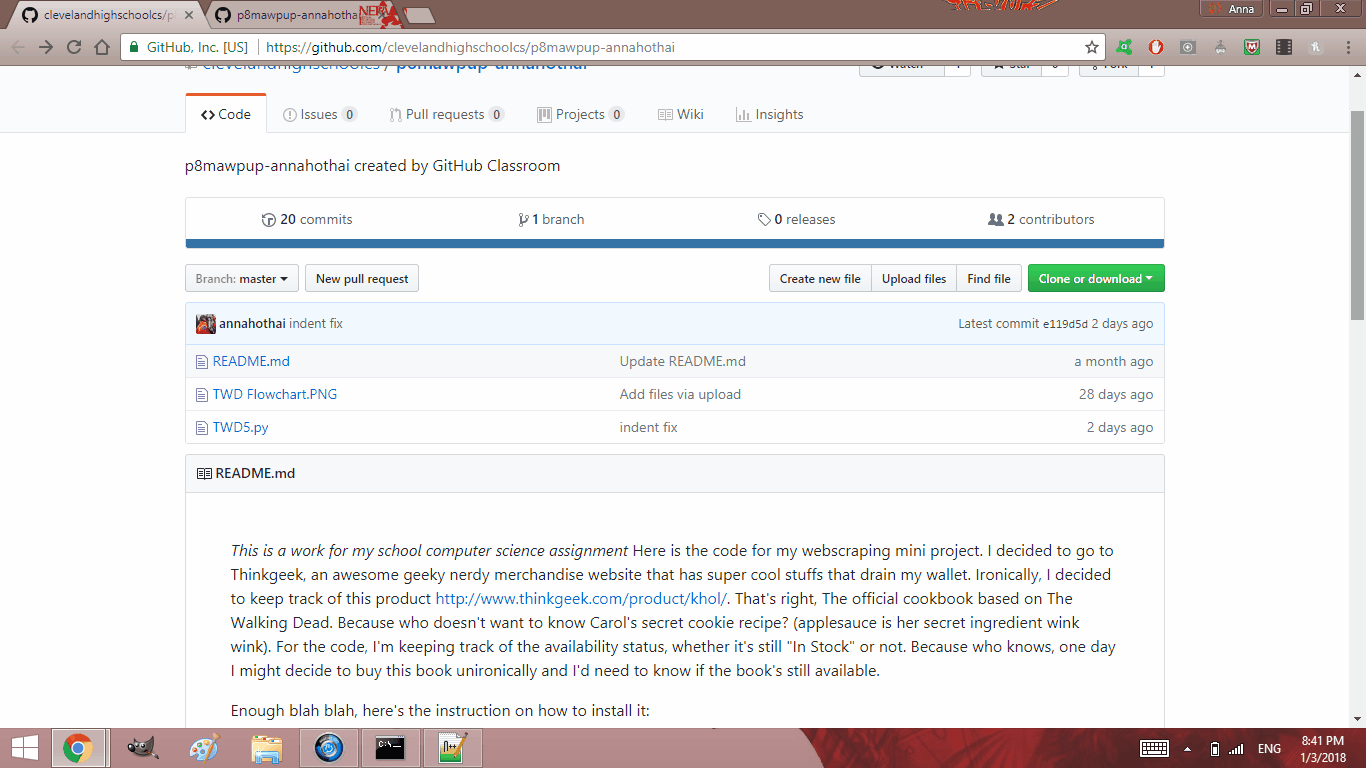 clevelandhighschoolcs/p
p8mawpup-annahothai
Anna
GitHub, Inc. [US]
https://github.com/clevelandhighschoolcs/p8mawpup-annahothai
clevelandhighschoolcs / p8mawpup-annahothai
Watch 1 Star 0 Fork 1
Code Issues 0 Pull requests 0 Projects 0 Wiki Insights
p8mawpup-annahothai created by GitHub Classroom
20 commits 1 branch 0 releases 2 contributors
Branch: master New pull request Create new file Upload files Find file Clone or download
annahothai indent fix Latest commit e119d5d 2 days ago
README.md Update README.md a month ago
TWD Flowchart.PNG Add files via upload 28 days ago
TWD5.py indent fix 2 days ago
README.md
This is a work for my school computer science assignment Here is the code for my webscraping mini project. I decided to go to
Thinkgeek, an awesome geeky nerdy merchandise website that has super cool stuffs that drain my wallet. Ironically, I decided
to keep track of this product http://www.thinkgeek.com/product/khol/. That's right, The official cookbook based on The
Walking Dead. Because who doesn't want to know Carol's secret cookie recipe? (applesauce is her secret ingredient wink
wink). For the code, I'm keeping track of the availability status, whether it's still "In Stock" or not. Because who knows, one day
I might decide to buy this book unironically and I'd need to know if the book's still available.
Enough blah blah, here's the instruction on how to install it:
ENG
8:41 PM
1/3/2018